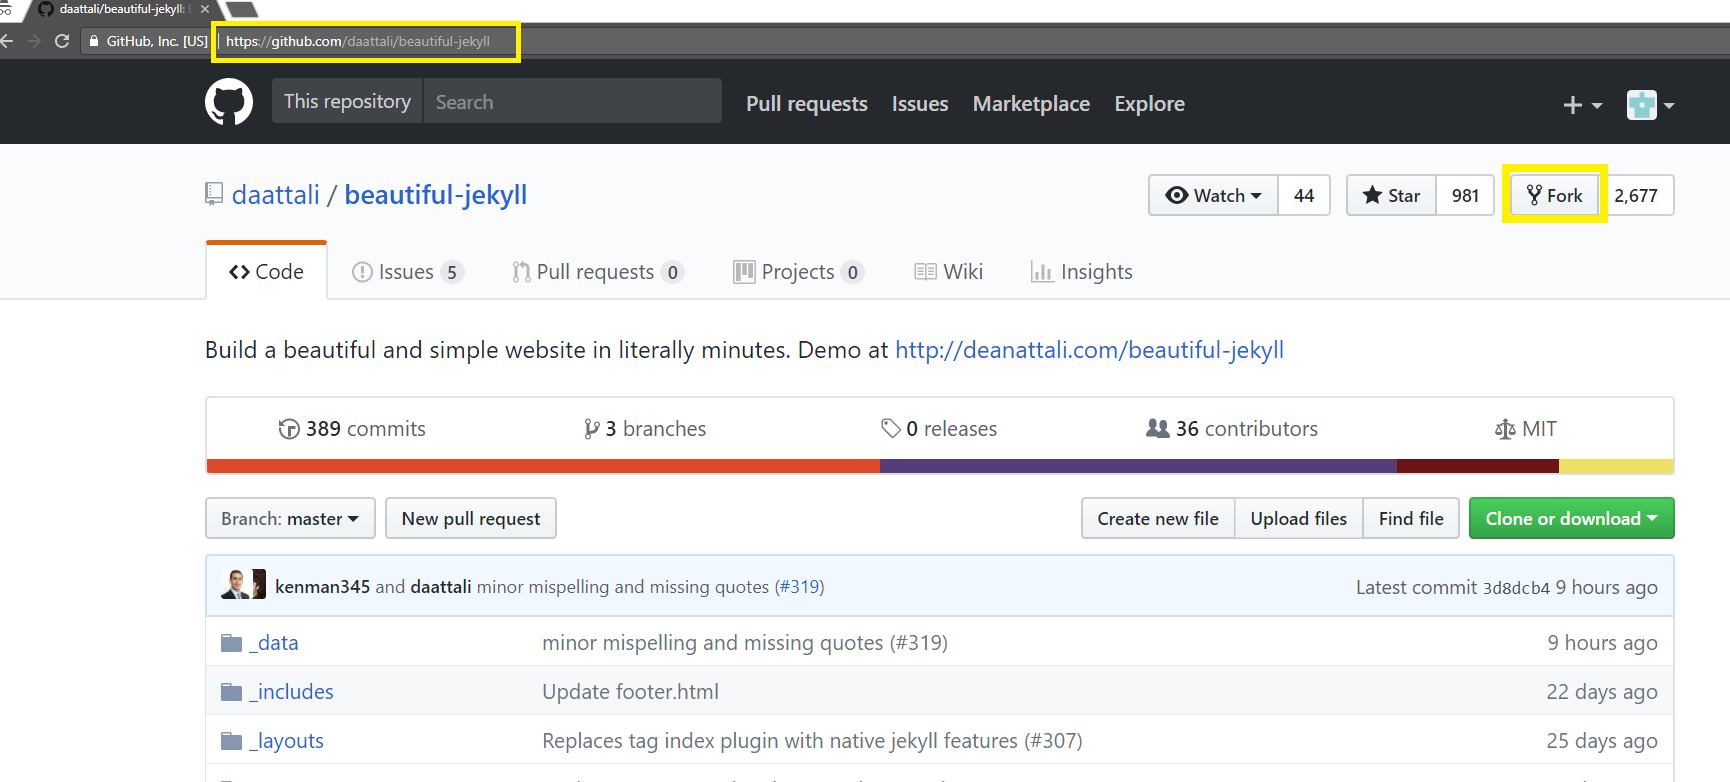 daattali/beautiful-jekyll:
GitHub, Inc. [US] https://github.com/daattali/beautiful-jekyll
This repository Search Pull requests Issues Marketplace Explore
daattali / beautiful-jekyll Watch 44 Star 981 Fork 2,677
Code Issues 5 Pull requests 0 Projects 0 Wiki Insights
Build a beautiful and simple website in literally minutes. Demo at http://deanattali.com/beautiful-jekyll
389 commits 3 branches 0 releases 36 contributors MIT
Branch: master New pull request Create new file Upload files Find file Clone or download
kenman345 and daattali minor mispelling and missing quotes (#319) Latest commit 3d8dcb4 9 hours ago
_data minor mispelling and missing quotes (#319) 9 hours ago
_includes Update footer.html 22 days ago
_layouts Replaces tag index plugin with native jekyll features (#307) 25 days ago